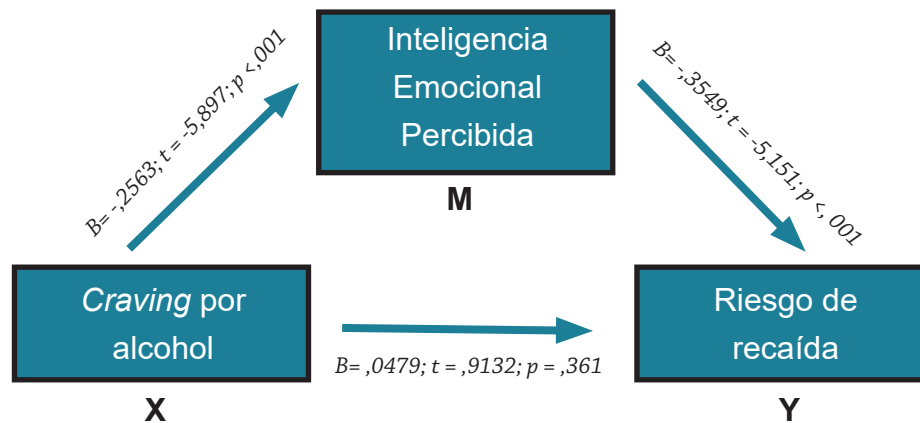 Inteligencia
Emocional
Percibida
M
B= -,2563; t = -5,897; p <,001
B= -,3549; t = -5,151; p <, 001
Craving por
alcohol
X
B= ,0479; t = ,9132; p = ,361
Riesgo de
recaída
Y